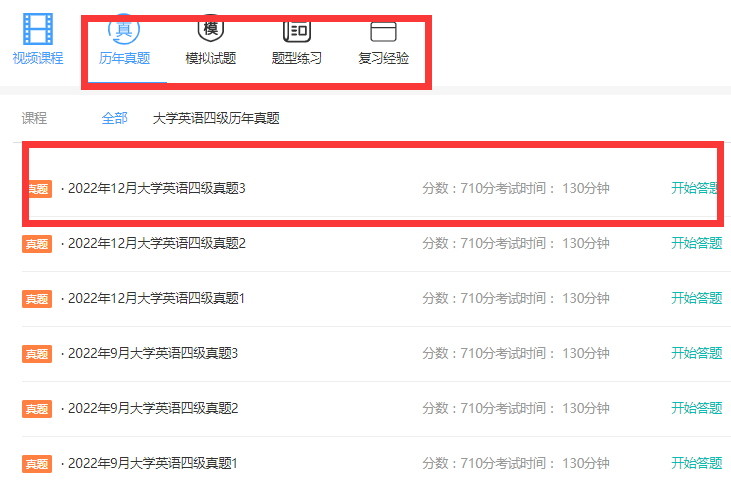 真 模
视频课程 历年真题 模拟试题 题型练习 复习经验
课程 全部 大学英语四级历年真题
真题 · 2022年12月大学英语四级真题3 分数：710分考试时间： 130分钟 开始答题
真题 · 2022年12月大学英语四级真题2 分数：710分考试时间： 130分钟 开始答题
真题 · 2022年12月大学英语四级真题1 分数：710分考试时间： 130分钟 开始答题
真题 · 2022年9月大学英语四级真题3 分数：710分考试时间： 130分钟 开始答题
真题 · 2022年9月大学英语四级真题2 分数：710分考试时间： 130分钟 开始答题
真题 · 2022年9月大学英语四级真题1 分数：710分考试时间： 130分钟 开始答题